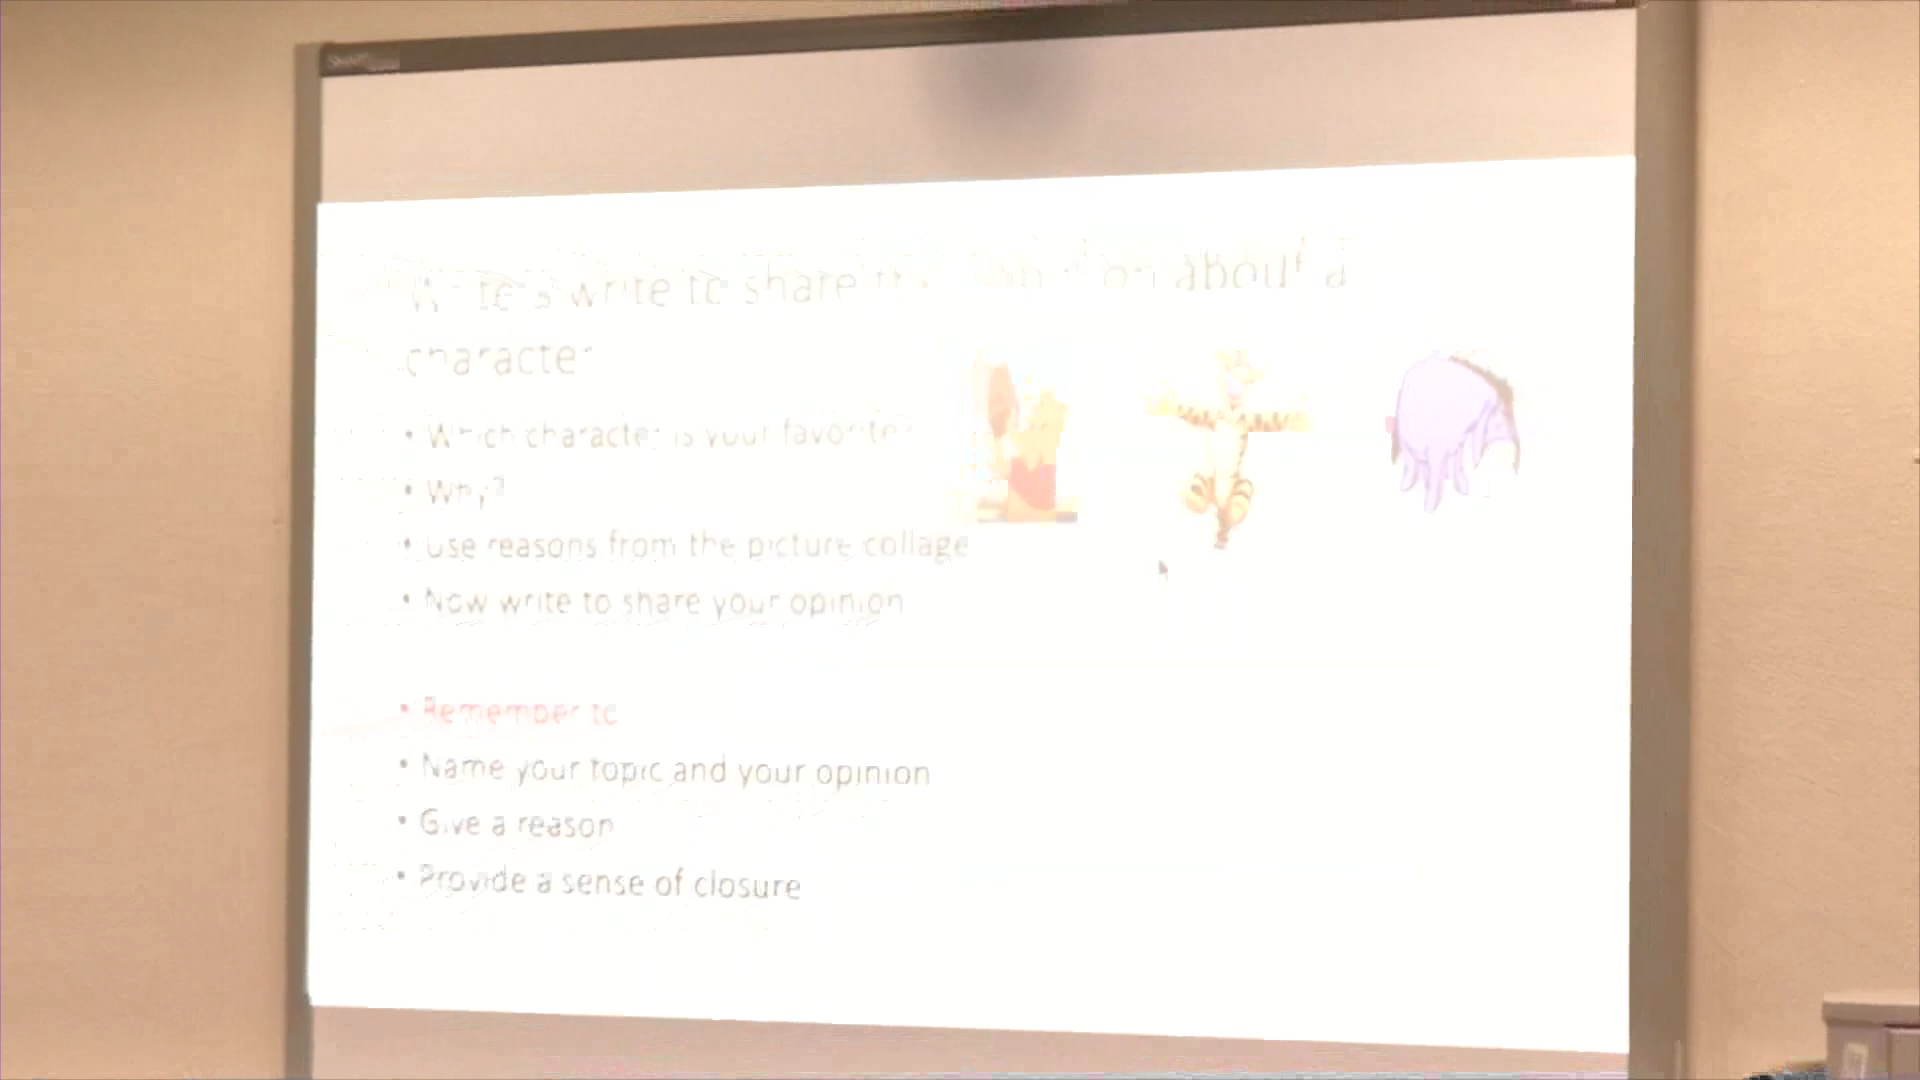 Writers write to share their opinion about a
character
• Which character is your favorite?
• Why?
• Use reasons from the picture collage
• Now write to share your opinion
• Remember to
• Name your topic and your opinion
• Give a reason
• Provide a sense of closure